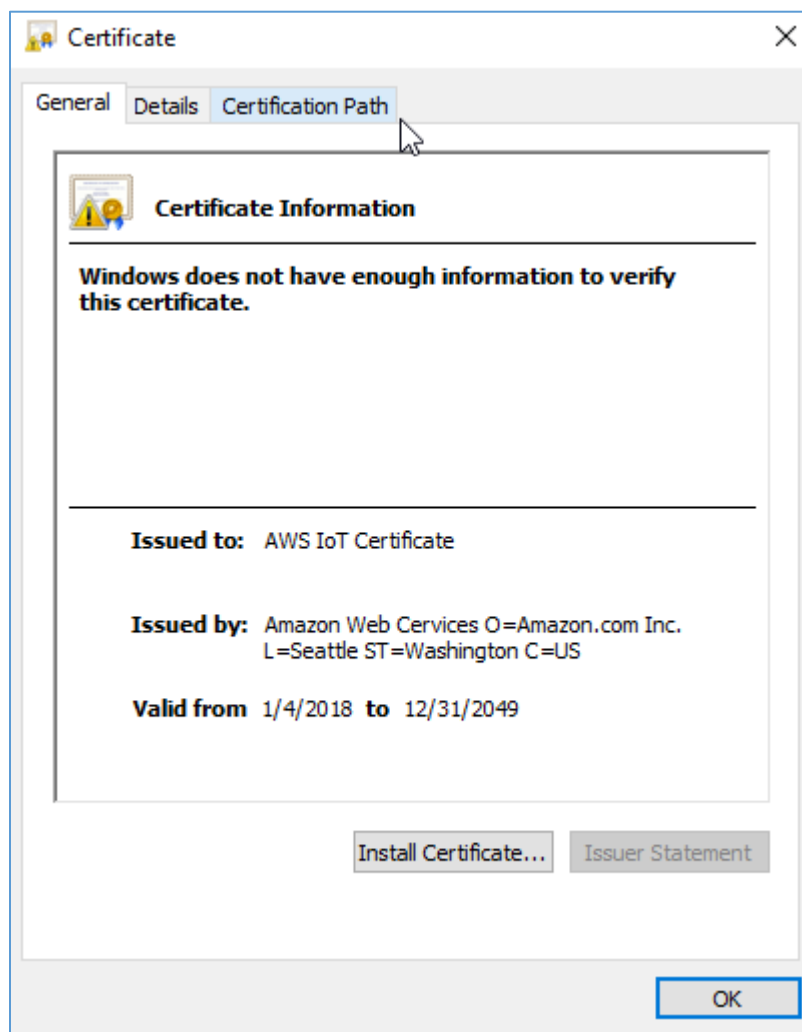 Certificate
General Details Certification Path
Certificate Information
Windows does not have enough information to verify
this certificate.
Issued to: AWS IoT Certificate
Issued by: Amazon Web Cervices O=Amazon.com Inc.
L=Seattle ST=Washington C=US
Valid from 1/4/2018 to 12/31/2049
Install Certificate... Issuer Statement
OK